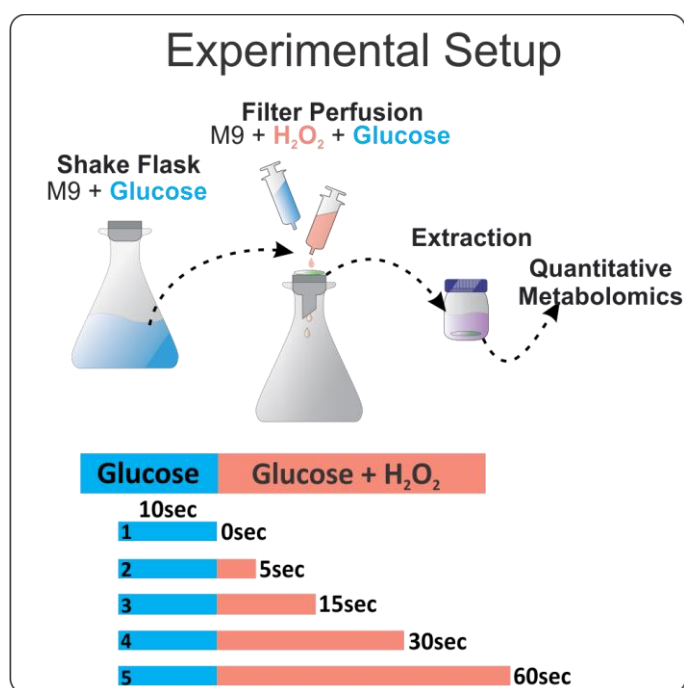 Experimental Setup
Filter Perfusion
M9 + H₂O₂ + Glucose
Shake Flask
M9 + Glucose
Extraction
Quantitative
Metabolomics
Glucose Glucose + H₂O₂
10sec
1 0sec
2 5sec
3 15sec
4 30sec
5 60sec